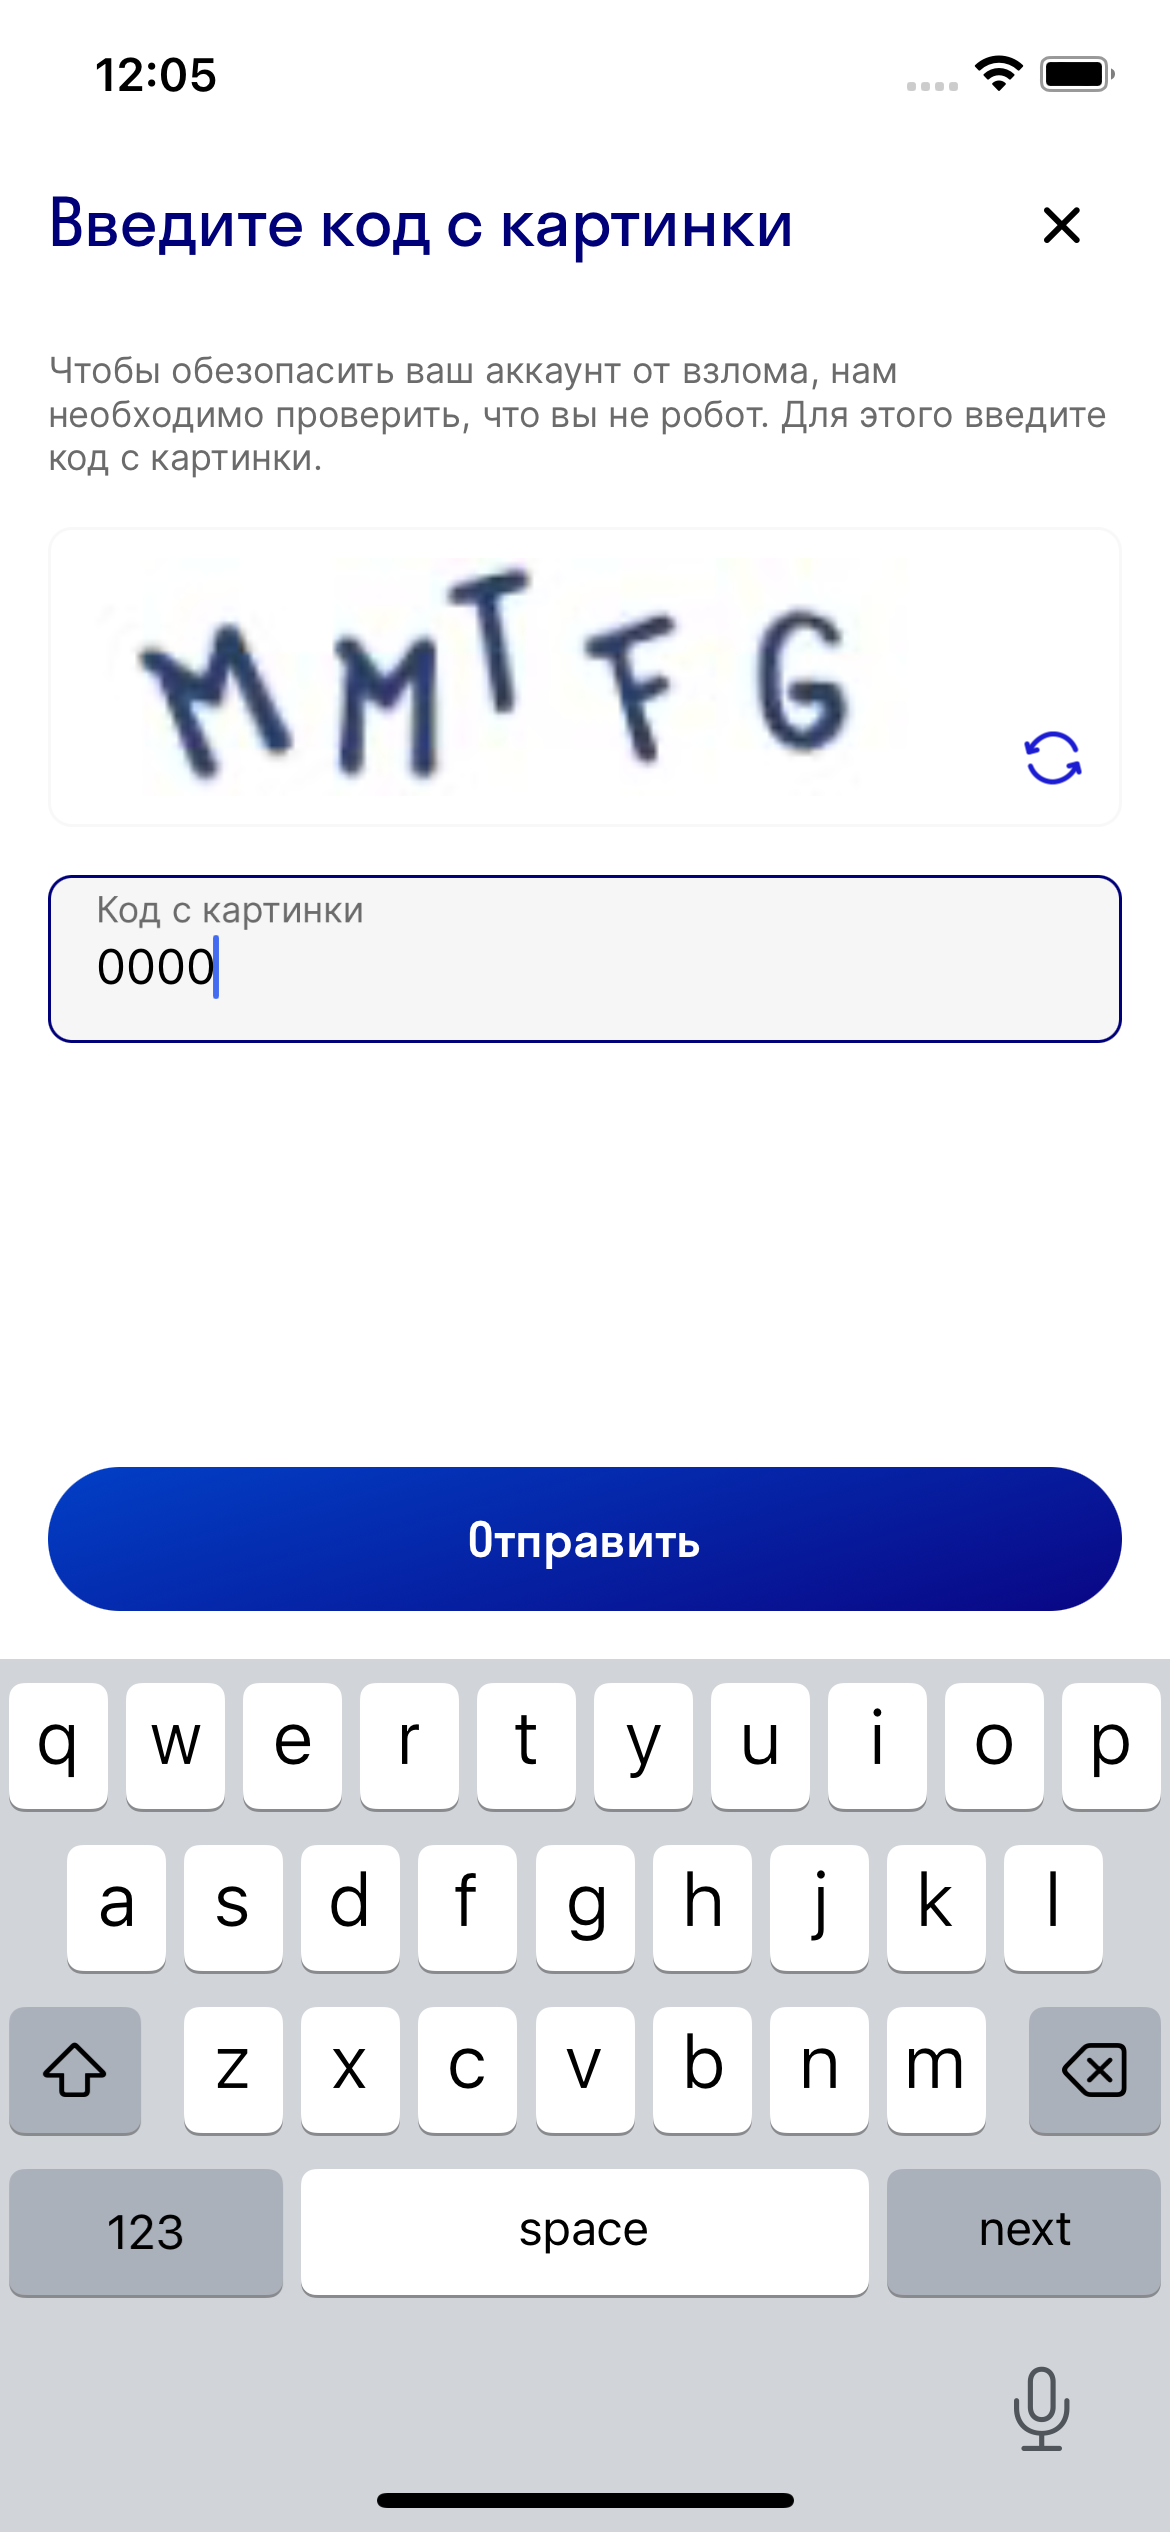 12:05
Введите код с картинки
Чтобы обезопасить ваш аккаунт от взлома, нам
необходимо проверить, что вы не робот. Для этого введите
код с картинки.
MMTFG
Код с картинки
0000
Отправить
q w e r t y u i o p
a s d f g h j k l
z x c v b n m
123 space next